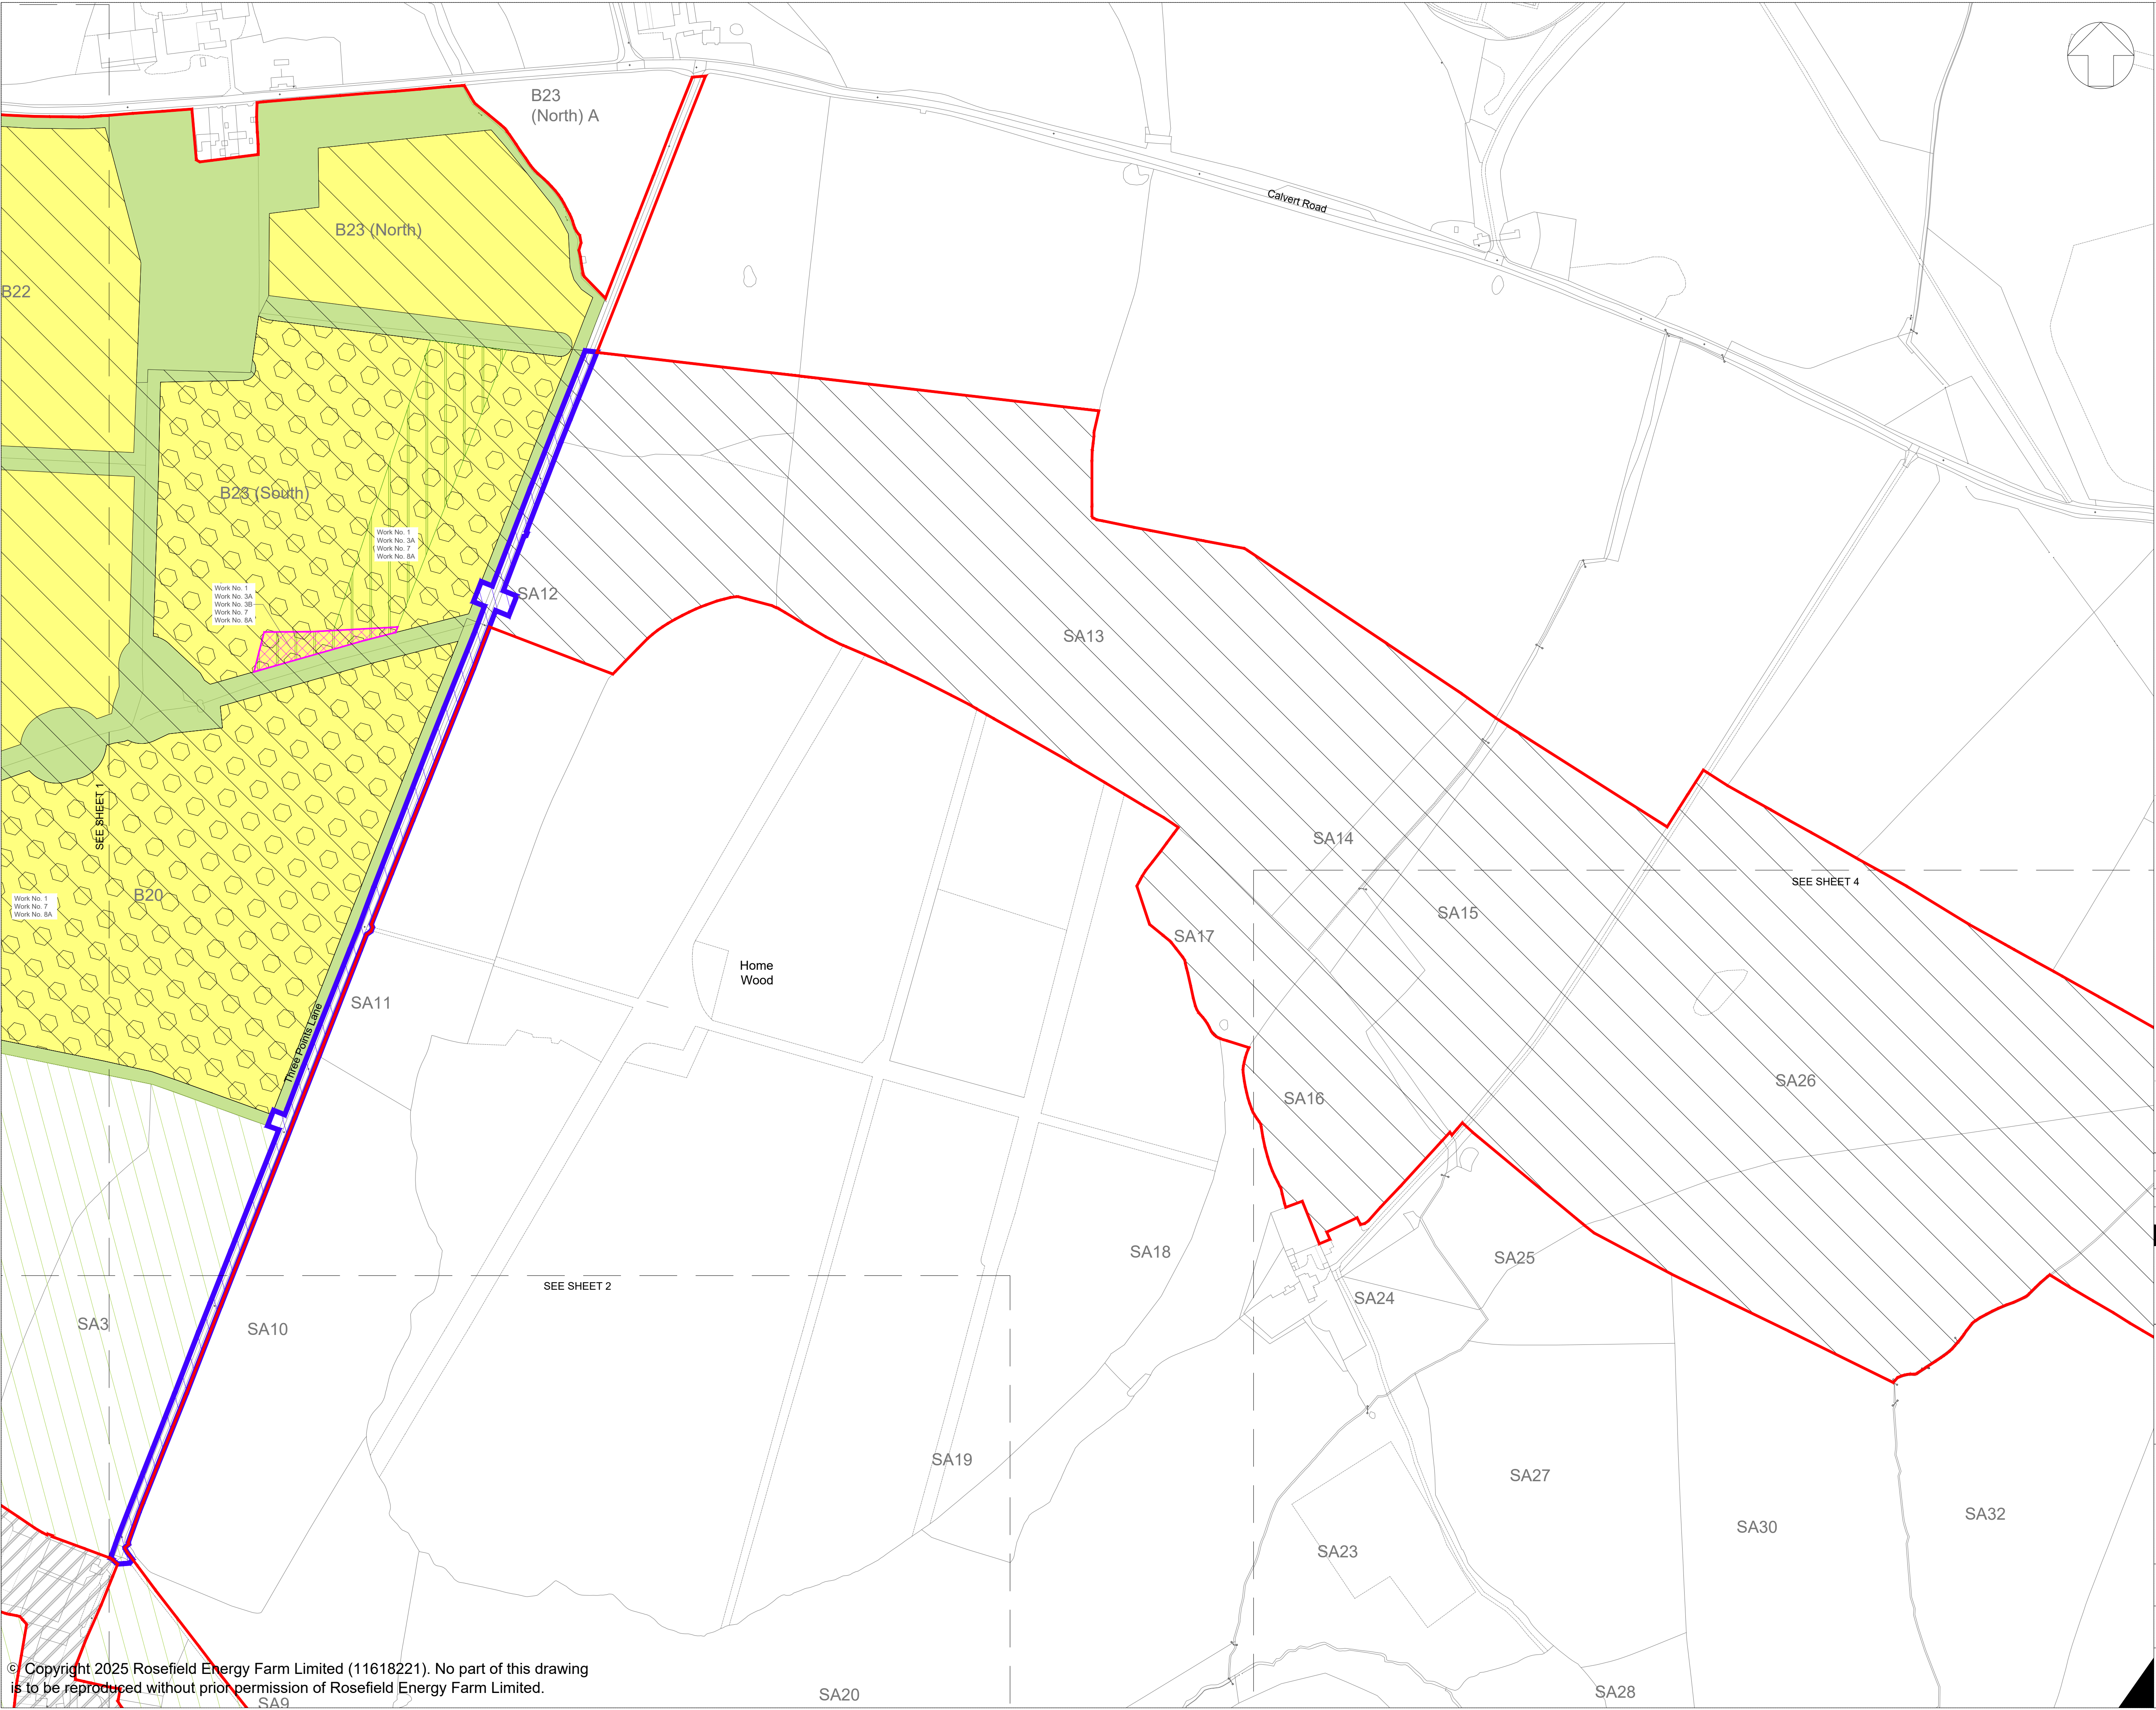 B23
(North) A
Calvert Road
B23 (North)
B22
B23 (South)
Work No. 1
Work No. 3A
Work No. 7
Work No. 8A
Work No. 1
Work No. 3A
Work No. 3B
Work No. 7
Work No. 8A
SA12
SA13
SEE SHEET 1
SA14
SEE SHEET 4
B20
Work No. 1
Work No. 7
Work No. 8A
SA15
SA17
Home
Wood
SA11
Three Points Lane
SA26
SA16
SA18
SA25
SEE SHEET 2
SA24
SA3
SA10
SA19
SA27
SA32
SA30
SA23
© Copyright 2025 Rosefield Energy Farm Limited (11618221). No part of this drawing
is to be reproduced without prior permission of Rosefield Energy Farm Limited.
SA9
SA20
SA28